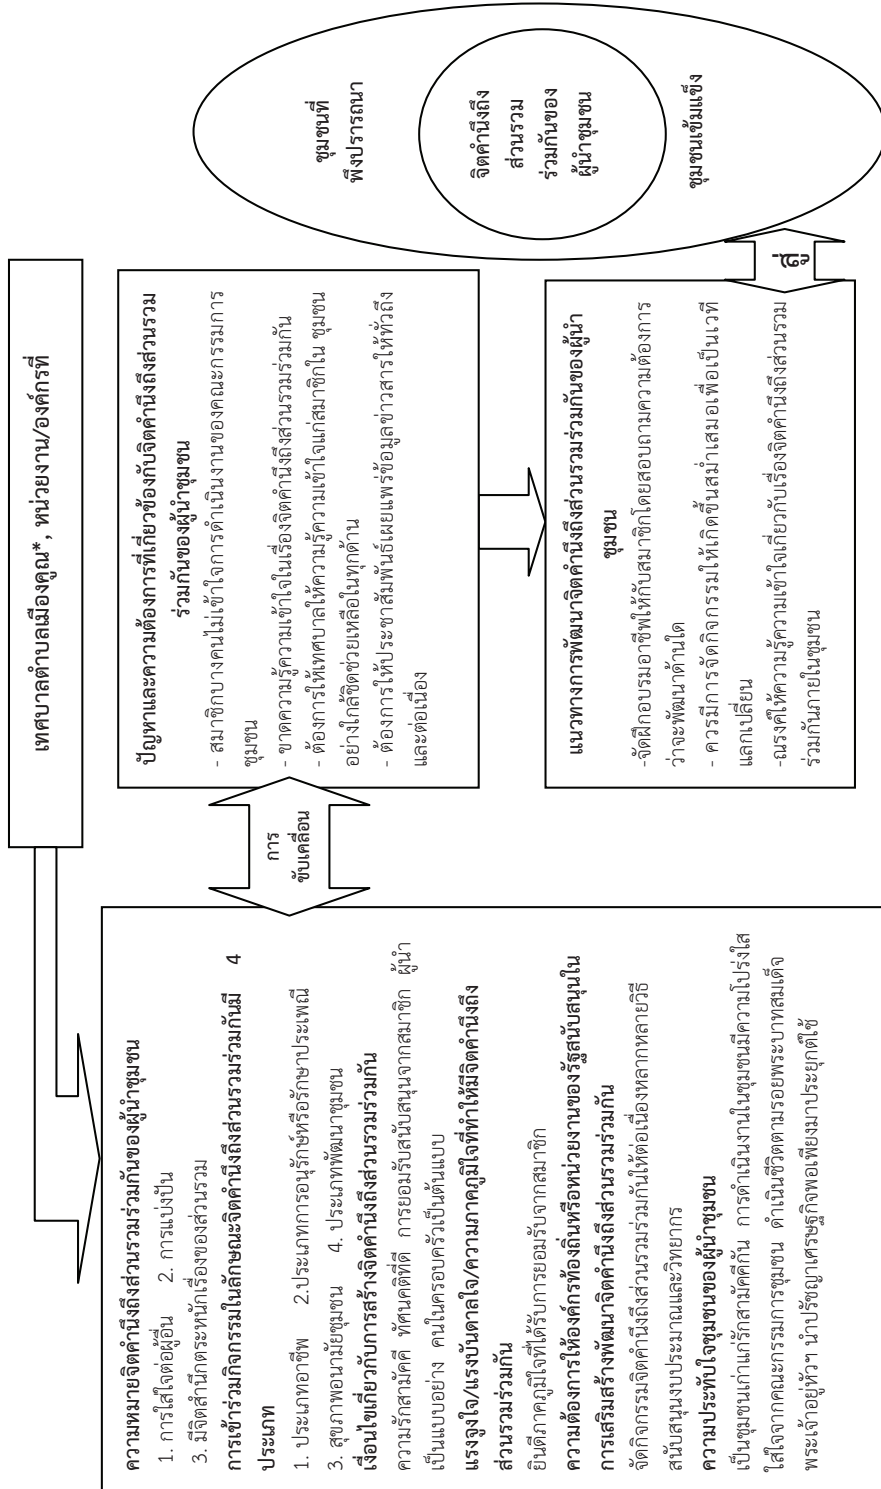 เทศบาลตำบลเมืองคูณ*, หน่วยงาน/องค์กรที่
ความหมายจิตคำนึงถึงส่วนรวมร่วมกันของผู้นำชุมชน
1. การใส่ใจต่อผู้อื่น 2. การแบ่งปัน
3. มีจิตสำนึกตระหนักเรื่องของส่วนรวม
การเข้าร่วมกิจกรรมในลักษณะจิตคำนึงถึงส่วนรวมร่วมกันมี 4
ประเภท
1. ประเภทอาชีพ 2.ประเภทการอนุรักษ์หรือรักษาประเพณี
3. สุขภาพอนามัยชุมชน 4. ประเภทพัฒนาชุมชน
เงื่อนไขเกี่ยวกับการสร้างจิตคำนึงถึงส่วนรวมร่วมกัน
ความรักสามัคคี ทัศนคติที่ดี การยอมรับสนับสนุนจากสมาชิก ผู้นำ
เป็นแบบอย่าง คนในครอบครัวเป็นต้นแบบ
แรงจูงใจ/แรงบันดาลใจ/ความภาคภูมิใจที่ทำให้มีจิตคำนึงถึง
ส่วนรวมร่วมกัน
ยินดีภาคภูมิใจที่ได้รับการยอมรับจากสมาชิก
ความต้องการให้องค์กรท้องถิ่นหรือหน่วยงานของรัฐสนับสนุนใน
การเสริมสร้างพัฒนาจิตคำนึงถึงส่วนรวมร่วมกัน
จัดกิจกรรมจิตคำนึงถึงส่วนรวมร่วมกันให้ต่อเนื่องหลากหลายวิธี
สนับสนุนงบประมาณและวิทยากร
ความประทับใจชุมชนของผู้นำชุมชน
เป็นชุมชนเก่าแก่รักสามัคคีกัน การดำเนินงานในชุมชนมีความโปร่งใส
ใส่ใจจากคณะกรรมการชุมชน ดำเนินชีวิตตามรอยพระบาทสมเด็จ
พระเจ้าอยู่หัวฯ นำปรัชญาเศรษฐกิจพอเพียงมาประยุกต์ใช้
การ
ขับเคลื่อน
ปัญหาและความต้องการที่เกี่ยวข้องกับจิตคำนึงถึงส่วนรวม
ร่วมกันของผู้นำชุมชน
- สมาชิกบางคนไม่เข้าใจการดำเนินงานของคณะกรรมการ
ชุมชน
- ขาดความรู้ความเข้าใจในเรื่องจิตคำนึงถึงส่วนรวมร่วมกัน
- ต้องการให้เทศบาลให้ความรู้ความเข้าใจแก่สมาชิกใน ชุมชน
อย่างใกล้ชิดช่วยเหลือในทุกด้าน
- ต้องการให้ประชาสัมพันธ์เผยแพร่ข้อมูลข่าวสารให้ทั่วถึง
และต่อเนื่อง
แนวทางการพัฒนาจิตคำนึงถึงส่วนรวมร่วมกันของผู้นำ
ชุมชน
-จัดฝึกอบรมอาชีพให้กับสมาชิกโดยสอบถามความต้องการ
ว่าจะพัฒนาด้านใด
- ควรมีการจัดกิจกรรมให้เกิดขึ้นสม่ำเสมอเพื่อเป็นเวที
แลกเปลี่ยน
-ณรงค์ให้ความรู้ความเข้าใจเกี่ยวกับเรื่องจิตคำนึงถึงส่วนรวม
ร่วมกันภายในชุมชน
สู่
ชุมชนที่
พึงปรารถนา
จิตคำนึงถึง
ส่วนรวม
ร่วมกันของ
ผู้นำชุมชน
ชุมชนเข้มแข็ง